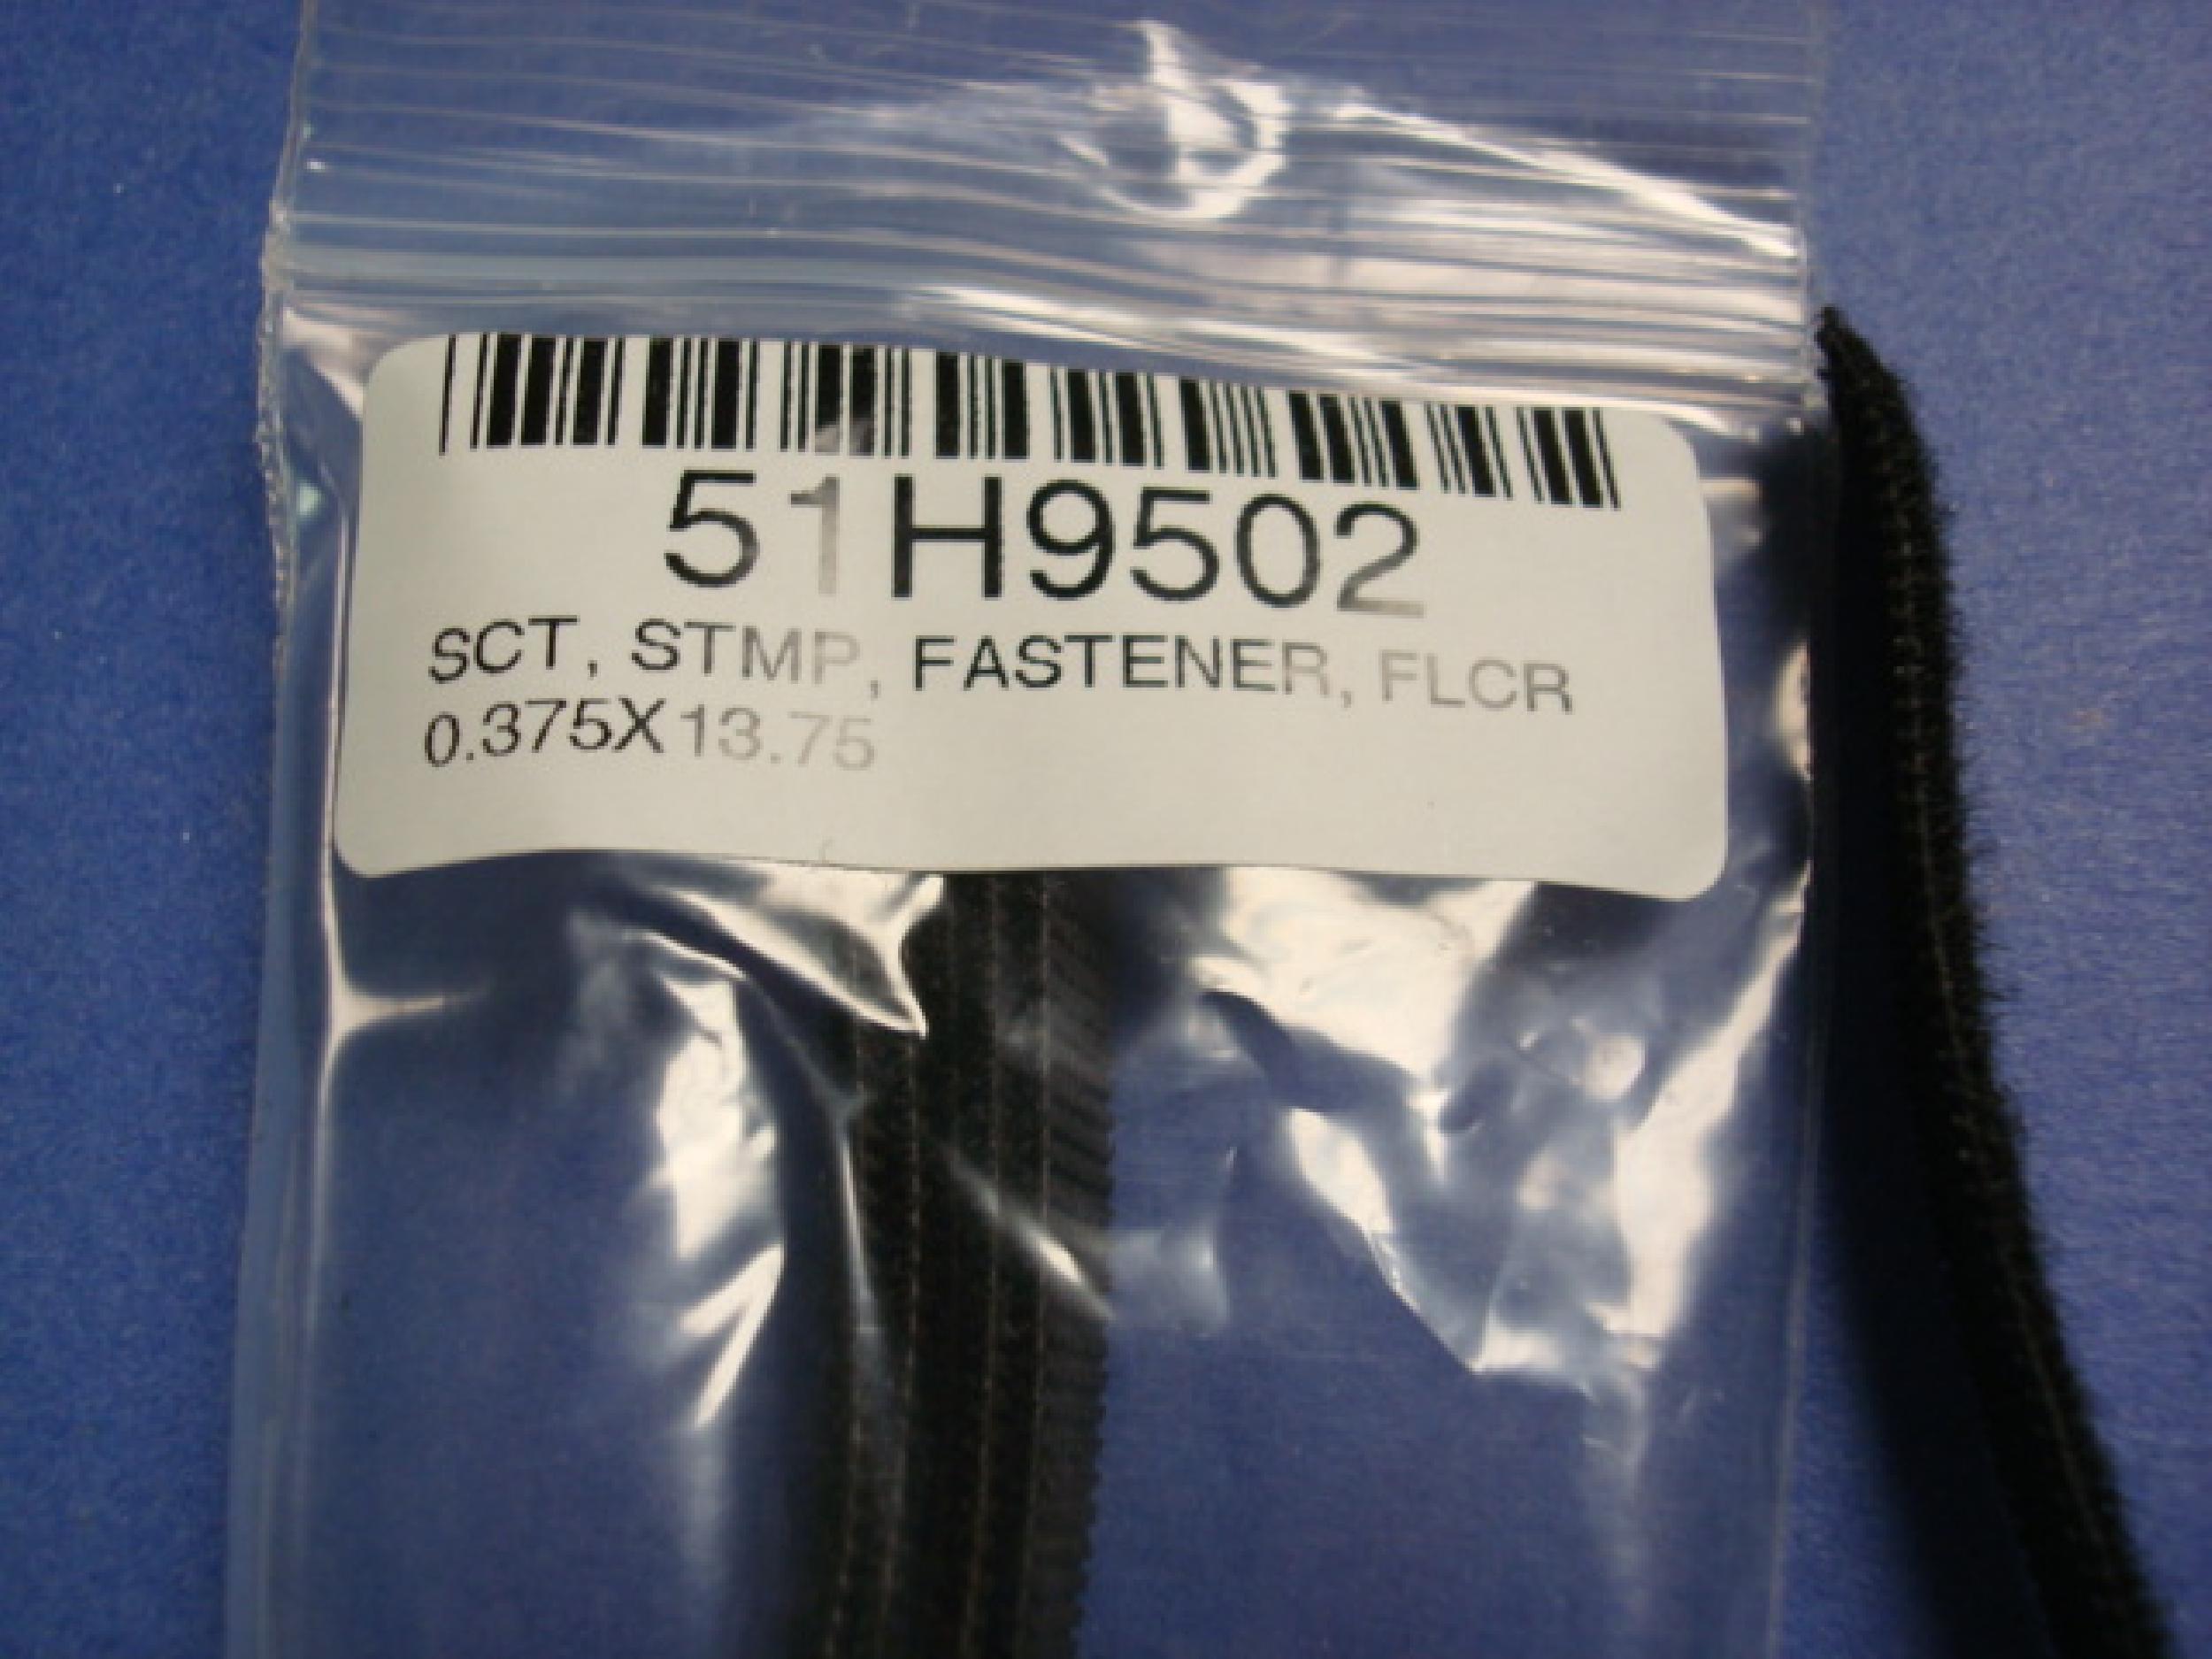 51H9502
SCT, STMP, FASTENER, FLCR
0.375X13.75